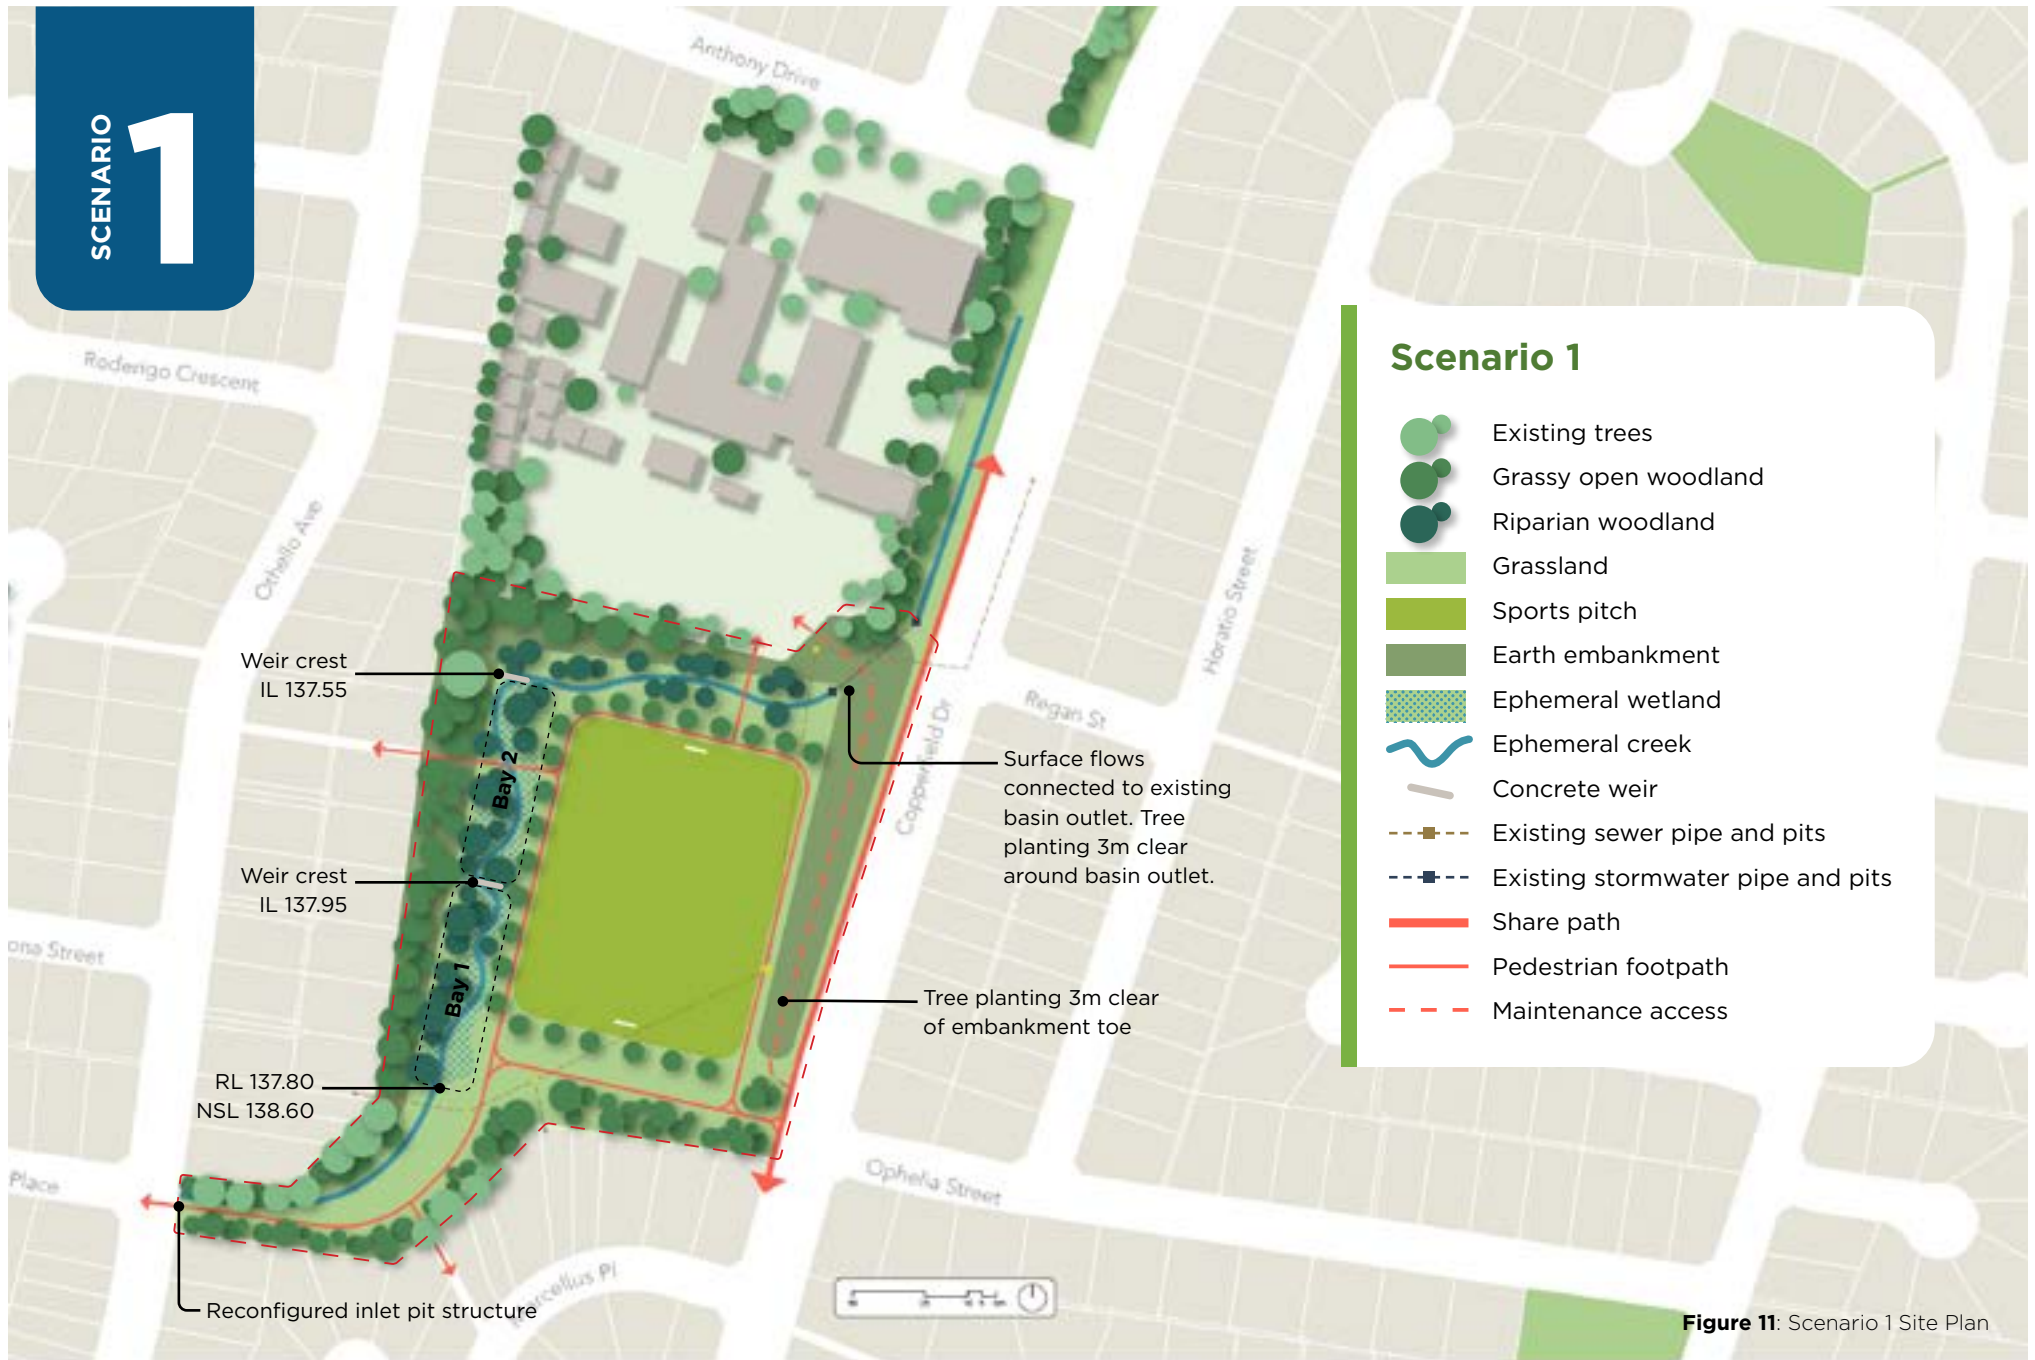 SCENARIO
1
Anthony Drive
Roderigo Crescent
Othello Ave
Horatio Street
Regan St
Copperfield Dr
ona Street
Place
Ophelia Street
rcellus Pl
Weir crest
IL 137.55
Bay 2
Weir crest
IL 137.95
Bay 1
RL 137.80
NSL 138.60
Reconfigured inlet pit structure
Surface flows
connected to existing
basin outlet. Tree
planting 3m clear
around basin outlet.
Tree planting 3m clear
of embankment toe
Scenario 1
Existing trees
Grassy open woodland
Riparian woodland
Grassland
Sports pitch
Earth embankment
Ephemeral wetland
Ephemeral creek
Concrete weir
Existing sewer pipe and pits
Existing stormwater pipe and pits
Share path
Pedestrian footpath
Maintenance access
Figure 11: Scenario 1 Site Plan